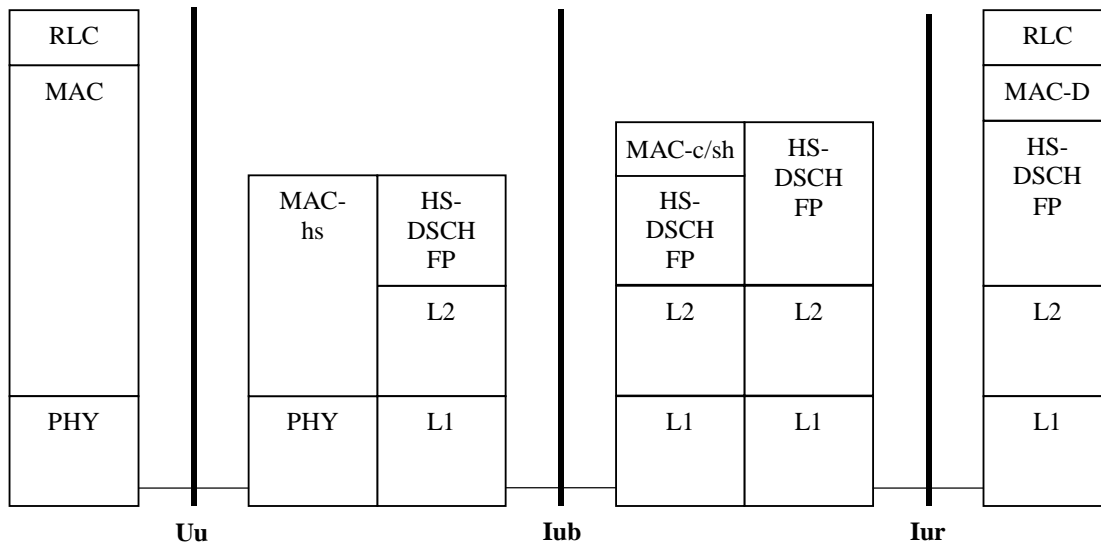 RLC
MAC
PHY
MAC-
hs
PHY
HS-
DSCH
FP
L2
L1
MAC-c/sh
HS-
DSCH
FP
L2
L1
HS-
DSCH
FP
L2
L1
RLC
MAC-D
HS-
DSCH
FP
L2
L1
Uu
Iub
Iur